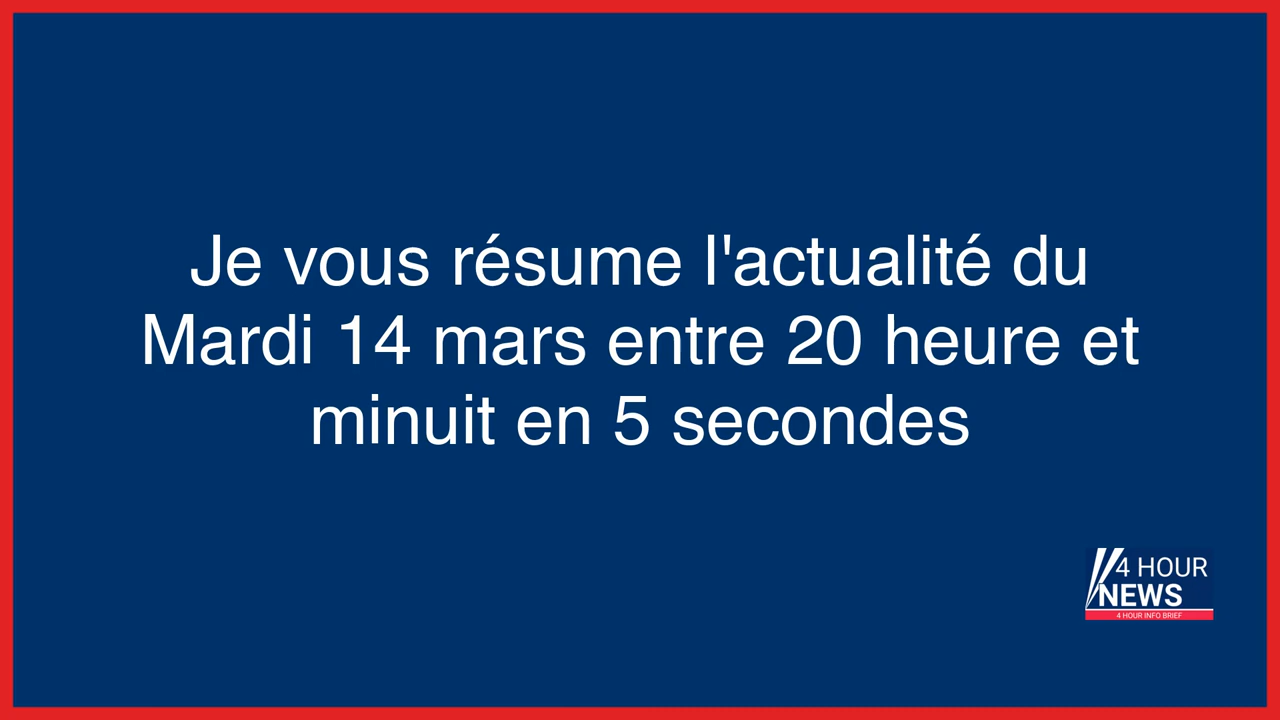 Je vous résume l'actualité du
Mardi 14 mars entre 20 heure et
minuit en 5 secondes
4 HOUR
NEWS
4 HOUR INFO BRIEF